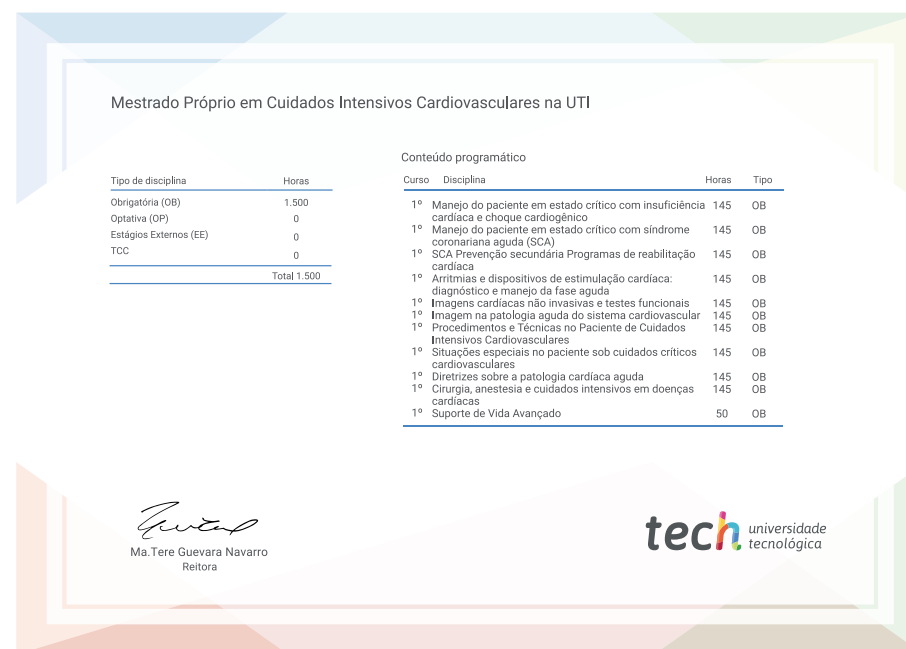 Mestrado Próprio em Cuidados Intensivos Cardiovasculares na UTI
Tipo de disciplina Horas
Obrigatória (OB) 1.500
Optativa (OP) 0
Estágios Externos (EE) 0
TCC 0
Total 1.500
Conteúdo programático
Curso Disciplina Horas Tipo
1º Manejo do paciente em estado crítico com insuficiência 145 OB
cardíaca e choque cardiogênico
1º Manejo do paciente em estado crítico com síndrome 145 OB
coronariana aguda (SCA)
1º SCA Prevenção secundária Programas de reabilitação 145 OB
cardíaca
1º Arritmias e dispositivos de estimulação cardíaca: 145 OB
diagnóstico e manejo da fase aguda
1º Imagens cardíacas não invasivas e testes funcionais 145 OB
1º Imagem na patologia aguda do sistema cardiovascular 145 OB
1º Procedimentos e Técnicas no Paciente de Cuidados 145 OB
Intensivos Cardiovasculares
1º Situações especiais no paciente sob cuidados críticos 145 OB
cardiovasculares
1º Diretrizes sobre a patologia cardíaca aguda 145 OB
1º Cirurgia, anestesia e cuidados intensivos em doenças 145 OB
cardíacas
1º Suporte de Vida Avançado 50 OB
Ma.Tere Guevara Navarro
Reitora
tech universidade
tecnológica